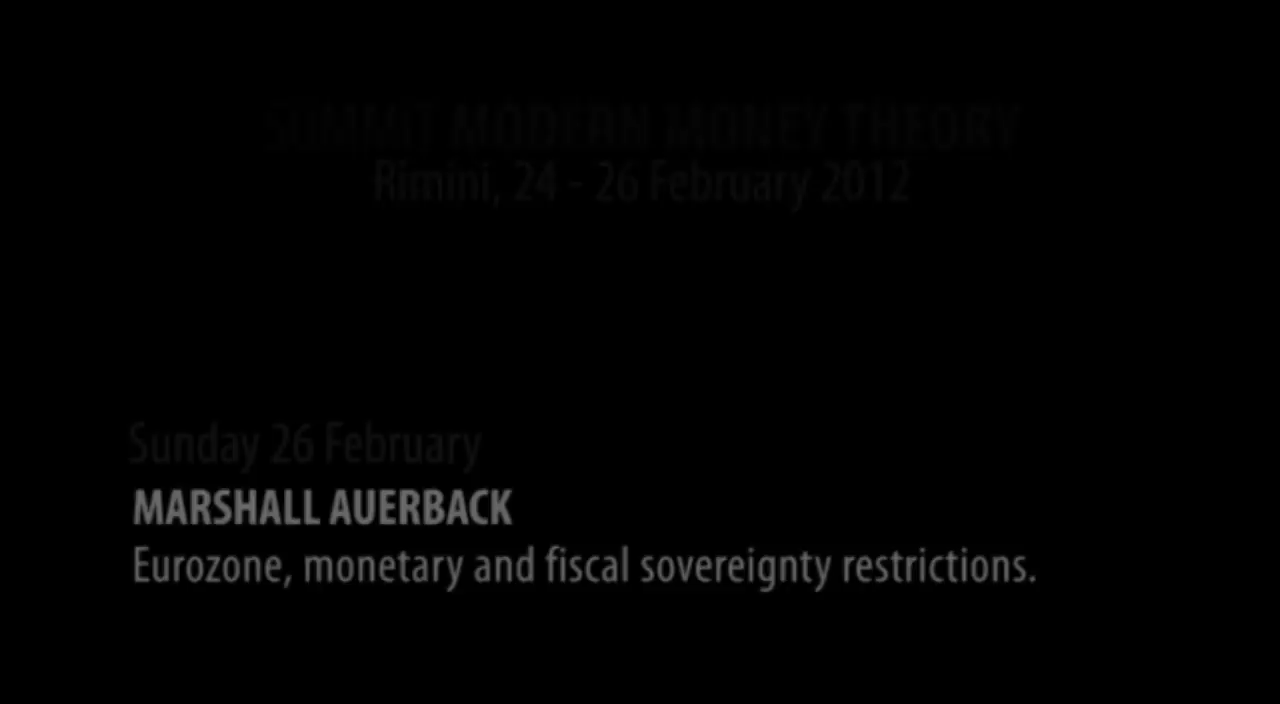 SUMMIT MODERN MONEY THEORY
Rimini, 24 - 26 February 2012
Sunday 26 February
MARSHALL AUERBACK
Eurozone, monetary and fiscal sovereignty restrictions.